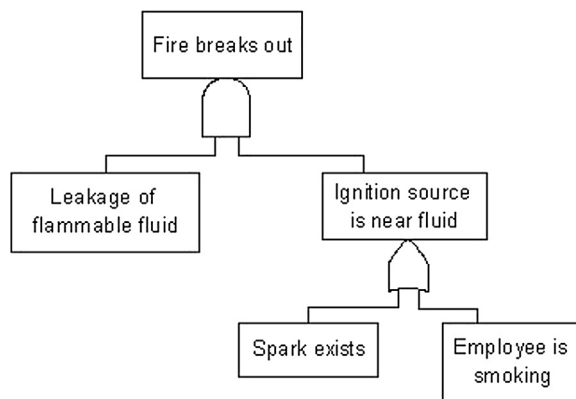 Fire breaks out
Leakage of
flammable fluid
Ignition source
is near fluid
Spark exists
Employee is
smoking